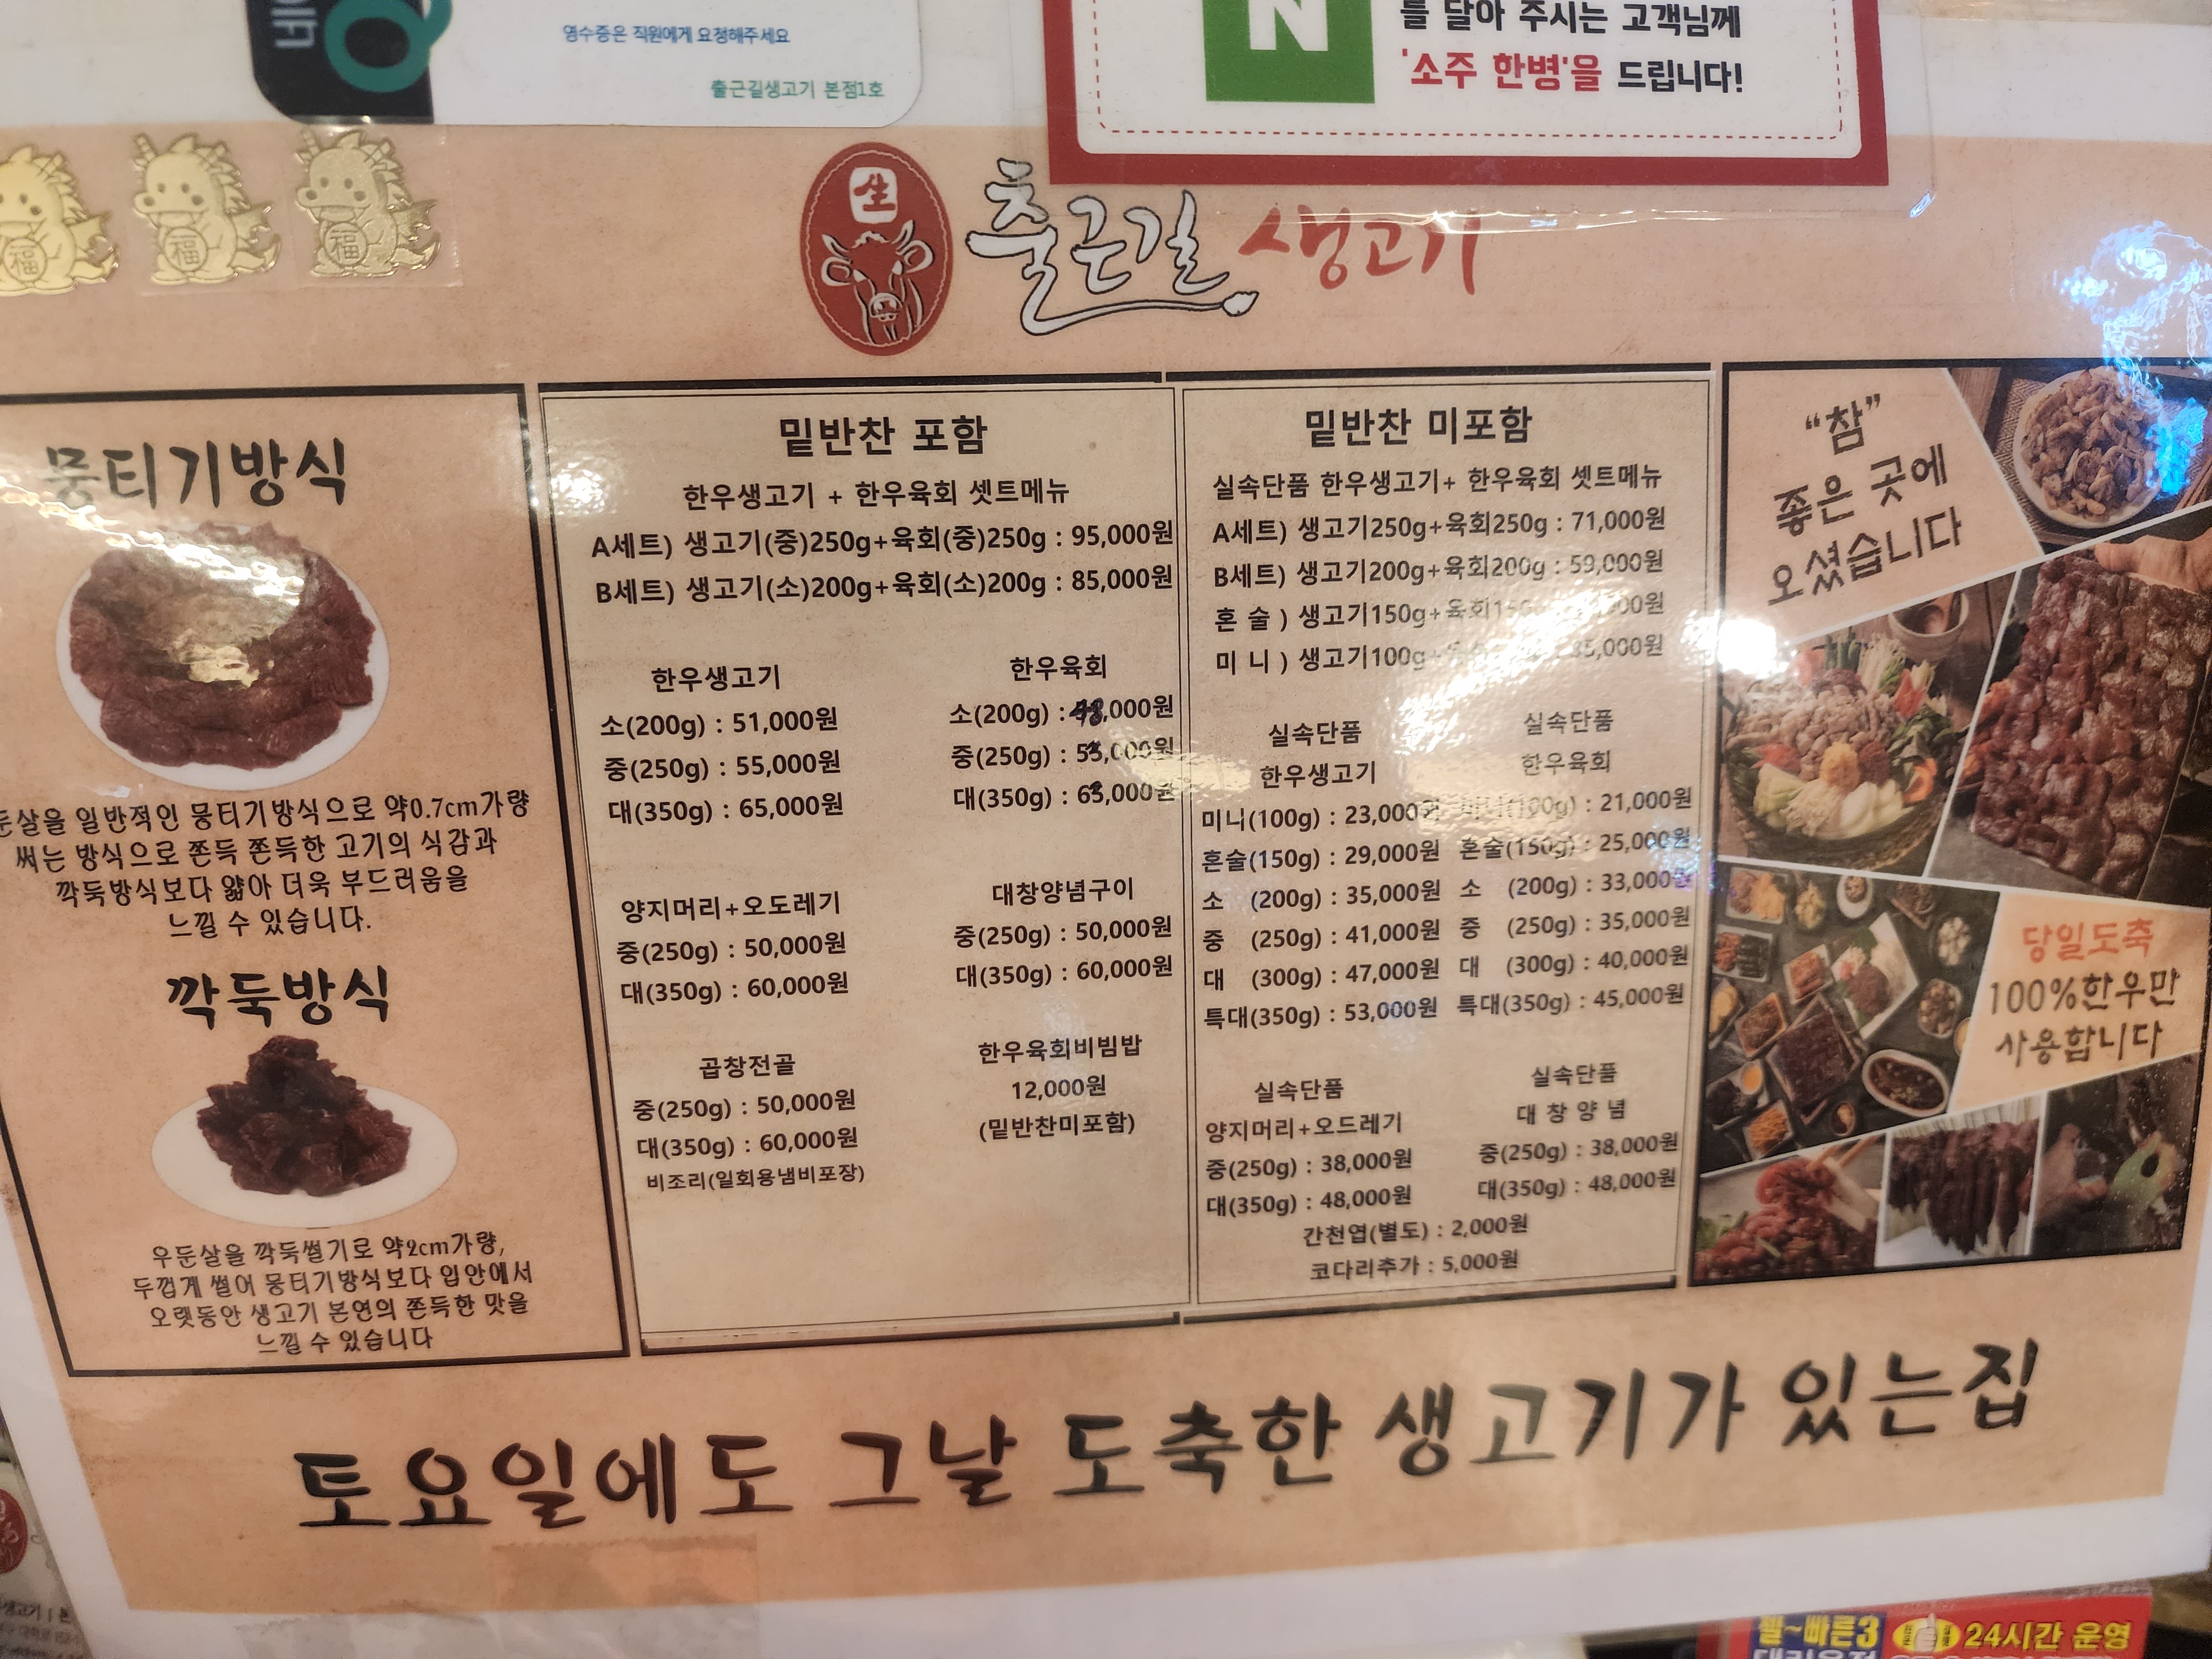 영수증은 직원에게 요청해주세요
출근길생고기 본점1호
N
를 달아 주시는 고객님께
'소주 한병'을 드립니다!
福
福
福
生
출근길 생고기
뭉티기방식
둔살을 일반적인 뭉티기방식으로 약0.7cm가량
써는 방식으로 쫀득 쫀득한 고기의 식감과
깍둑방식보다 얇아 더욱 부드러움을
느낄 수 있습니다.
깍둑방식
우둔살을 깍둑썰기로 약2cm가량,
두껍게 썰어 뭉티기방식보다 입안에서
오랫동안 생고기 본연의 쫀득한 맛을
느낄 수 있습니다
밑반찬 포함
한우생고기 + 한우육회 셋트메뉴
A세트) 생고기(중)250g+육회(중)250g : 95,000원
B세트) 생고기(소)200g+육회(소)200g : 85,000원
한우생고기
소(200g) : 51,000원
중(250g) : 55,000원
대(350g) : 65,000원
한우육회
소(200g) :
중(250g) :
대(350g) :
양지머리+오도레기
중(250g) : 50,000원
대(350g) : 60,000원
대창양념구이
중(250g) : 50,000원
대(350g) : 60,000원
곱창전골
중(250g) : 50,000원
대(350g) : 60,000원
비조리(일회용냄비포장)
한우육회비빔밥
12,000원
(밑반찬미포함)
밑반찬 미포함
실속단품 한우생고기+ 한우육회 셋트메뉴
A세트) 생고기250g+육회250g : 71,000원
B세트) 생고기200g+육회200g : 59,000원
혼 술 ) 생고기150g+육회
미 니 ) 생고기100g+
실속단품
한우생고기
미니(100g) : 23,000원
혼술(150g) : 29,000원
소 (200g) : 35,000원
중 (250g) : 41,000원
대 (300g) : 47,000원
특대(350g) : 53,000원
실속단품
한우육회
미니(100g) : 21,000원
혼술(150g) : 25,000원
소 (200g) : 33,000원
중 (250g) : 35,000원
대 (300g) : 40,000원
특대(350g) : 45,000원
실속단품
양지머리+오드레기
중(250g) : 38,000원
대(350g) : 48,000원
실속단품
대 창 양 념
중(250g) : 38,000원
대(350g) : 48,000원
간천엽(별도) : 2,000원
코다리추가 : 5,000원
“참”
좋은 곳에
오셨습니다
당일도축
100%한우만
사용합니다
토요일에도 그날 도축한 생고기가 있는집
24시간 운영